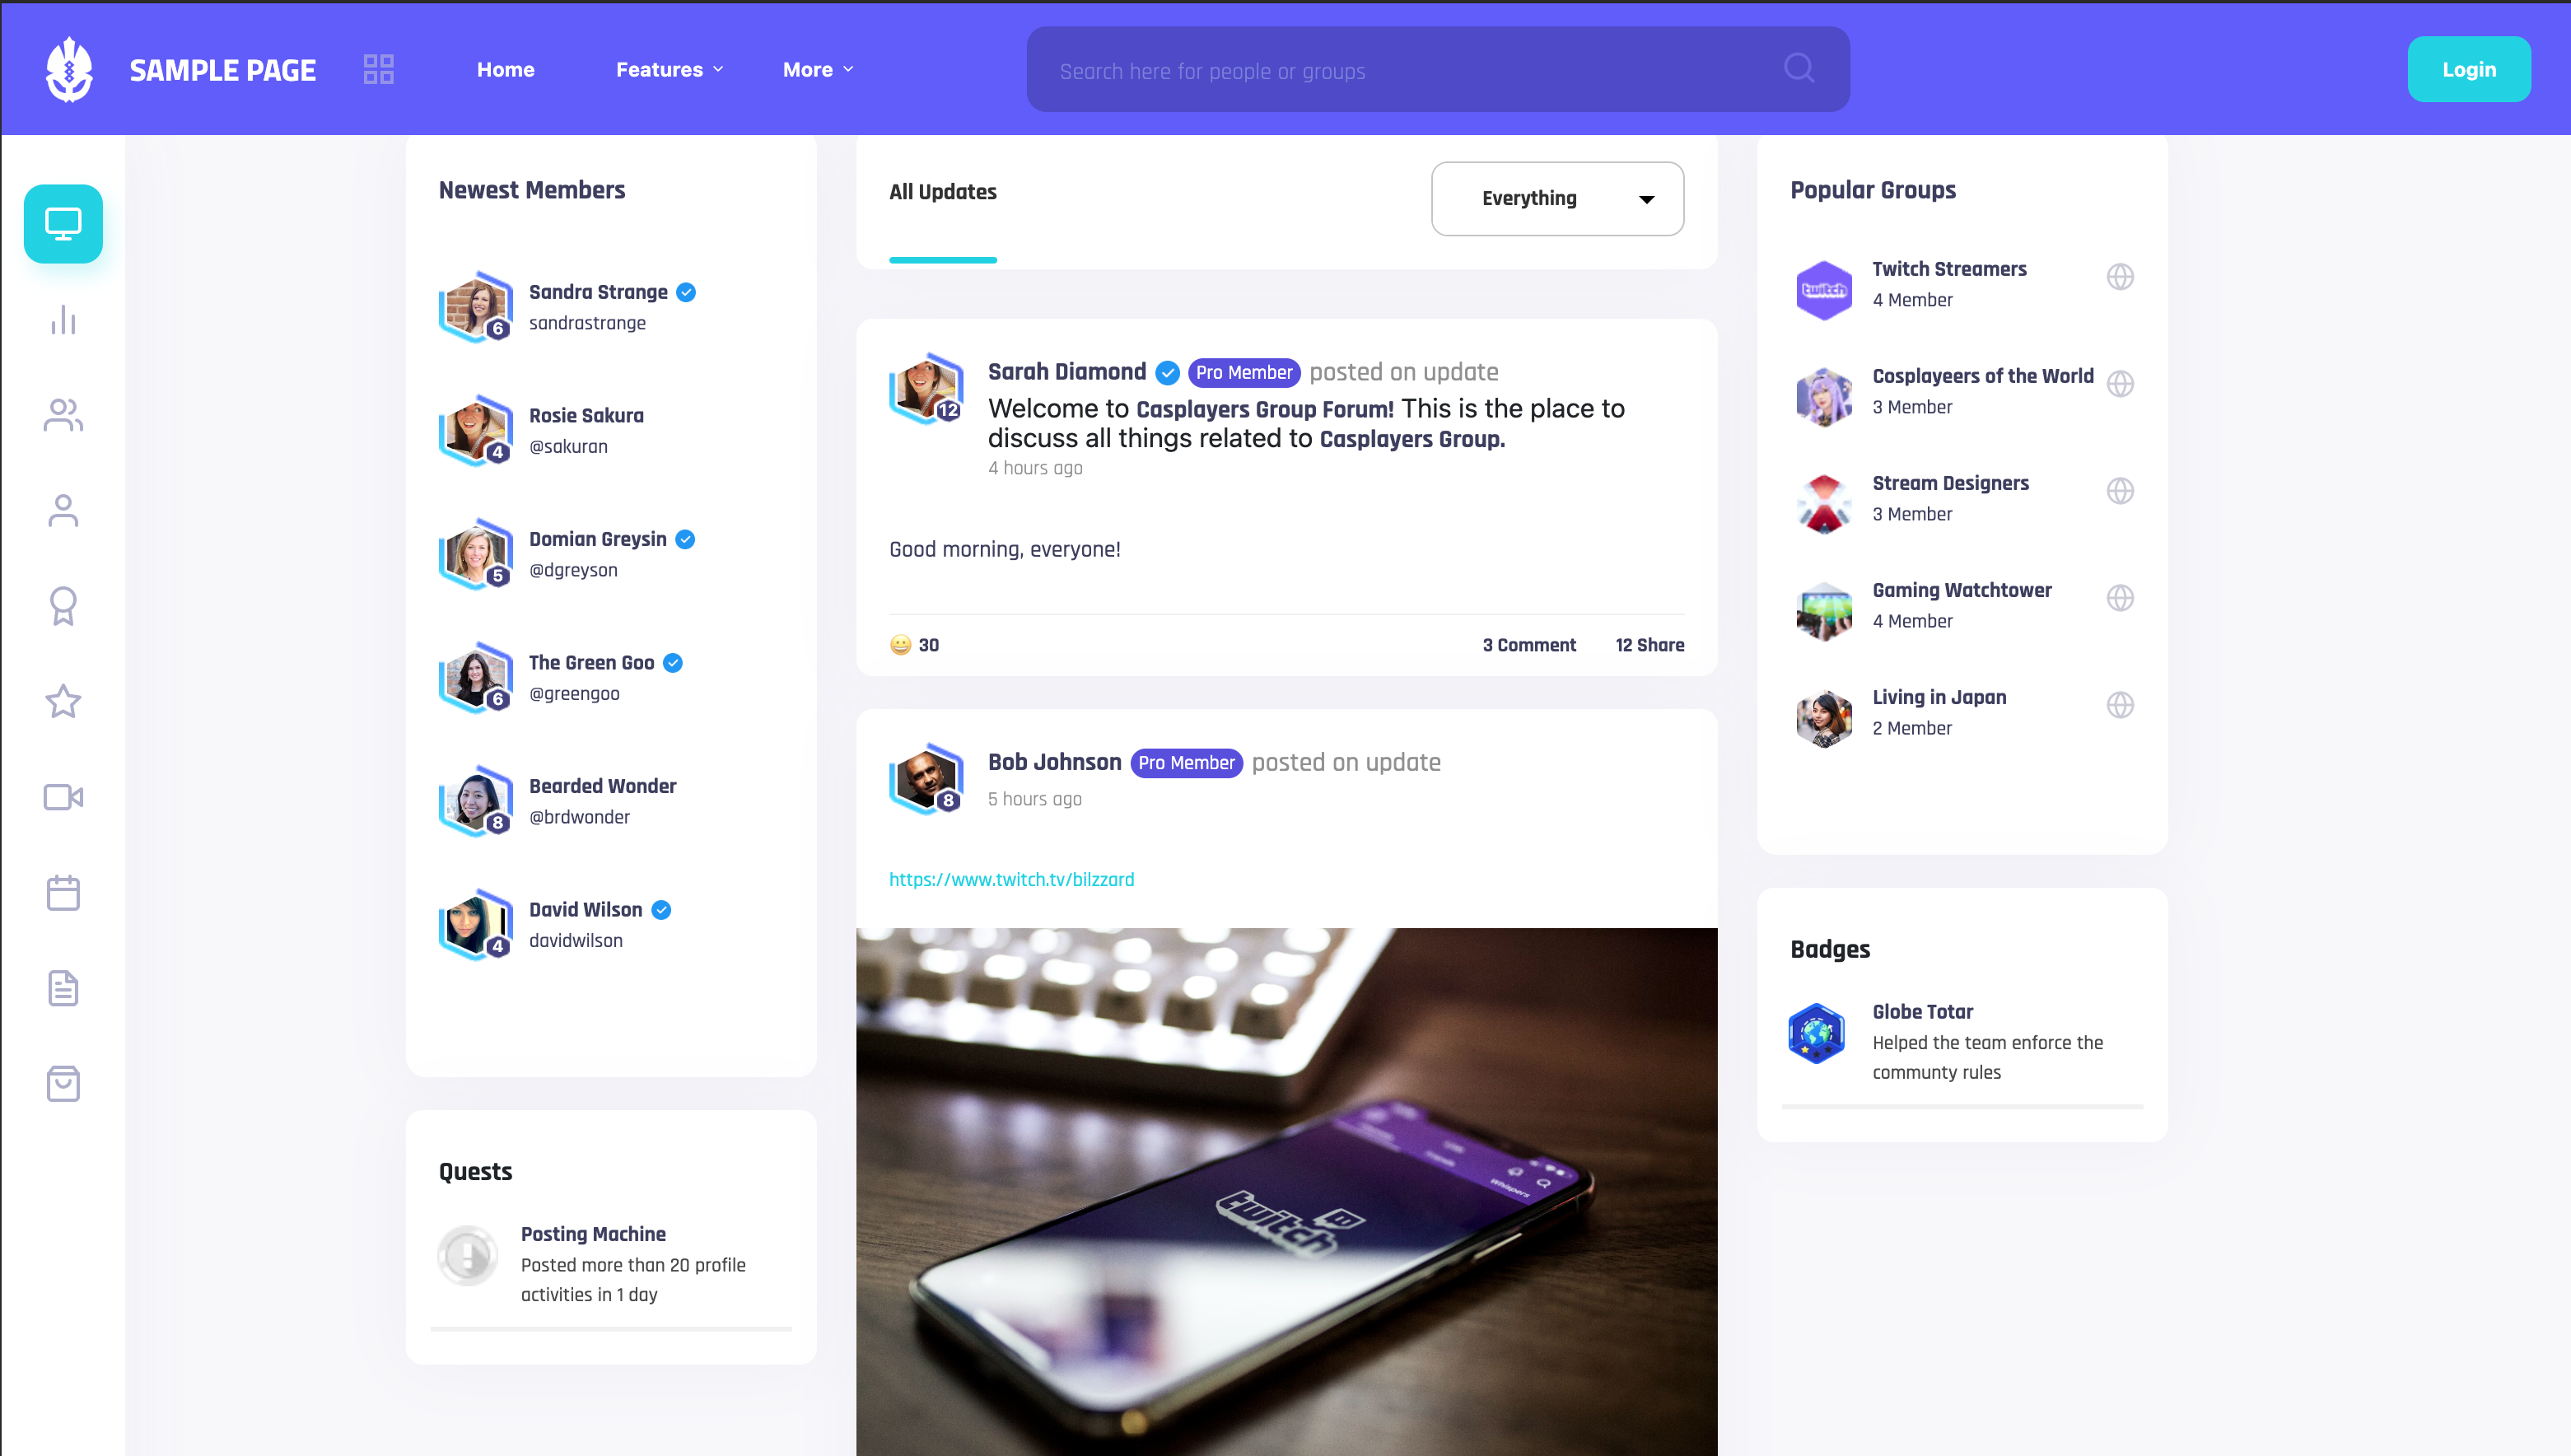 SAMPLE PAGE
Home
Features
More
Search here for people or groups
Login
Newest Members
6
Sandra Strange
sandrastrange
4
Rosie Sakura
@sakuran
5
Domian Greysin
@dgreyson
6
The Green Goo
@greengoo
8
Bearded Wonder
@brdwonder
4
David Wilson
davidwilson
Quests
Posting Machine
Posted more than 20 profile
activities in 1 day
All Updates
Everything
12
Sarah Diamond Pro Member posted on update
Welcome to Casplayers Group Forum! This is the place to
discuss all things related to Casplayers Group.
4 hours ago
Good morning, everyone!
30
3 Comment
12 Share
8
Bob Johnson Pro Member posted on update
5 hours ago
https://www.twitch.tv/bilzzard
Whispers
twitch
Popular Groups
twitch
Twitch Streamers
4 Member
Cosplayeers of the World
3 Member
Stream Designers
3 Member
Gaming Watchtower
4 Member
Living in Japan
2 Member
Badges
Globe Totar
Helped the team enforce the
communty rules